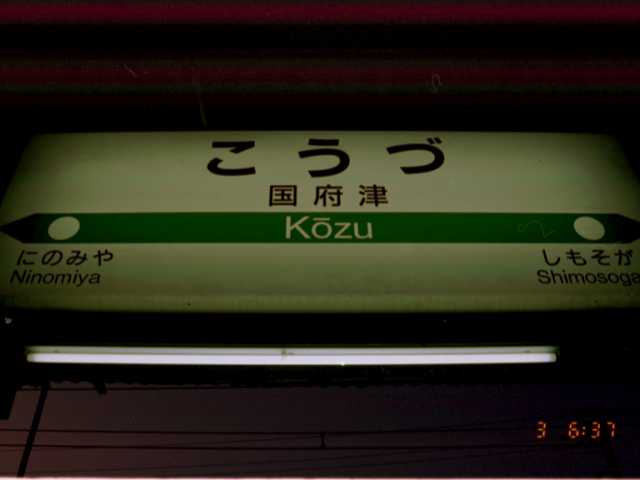 こうづ
国府津
Kōzu
にのみや しもそが
Ninomiya Shimosoga
3 6:37